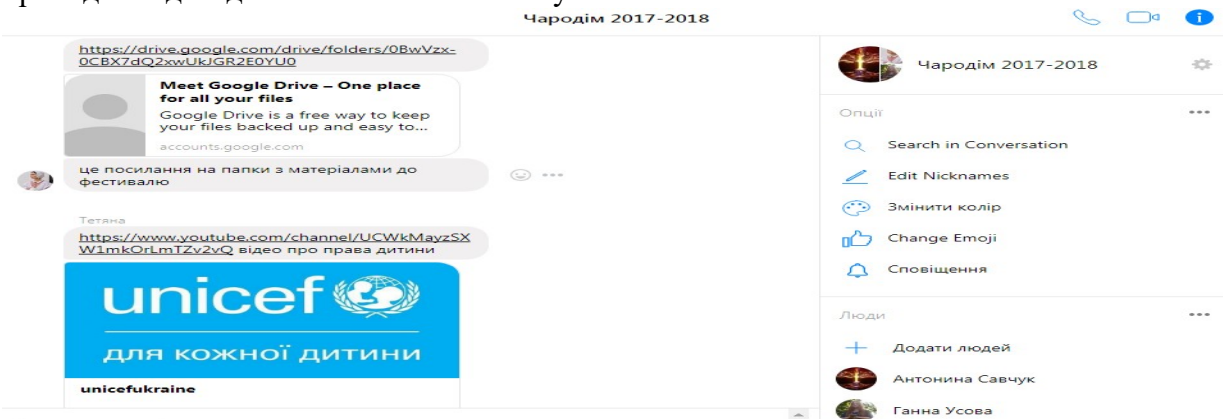 Чародім 2017-2018
https://drive.google.com/drive/folders/0BwVzx-
0CBX7dQ2xwUkJGR2E0YU0
Meet Google Drive – One place
for all your files
Google Drive is a free way to keep
your files backed up and easy to...
accounts.google.com
це посилання на папки з матеріалами до
фестивалю
Тетяна
https://www.youtube.com/channel/UCWkMayzSX
W1mkOrLmTZv2vQ відео про права дитини
unicef
для кожної дитини
unicefukraine
Чародім 2017-2018
Опції
Search in Conversation
Edit Nicknames
Змінити колір
Change Emoji
Сповіщення
Люди
Додати людей
Антонина Савчук
Ганна Усова